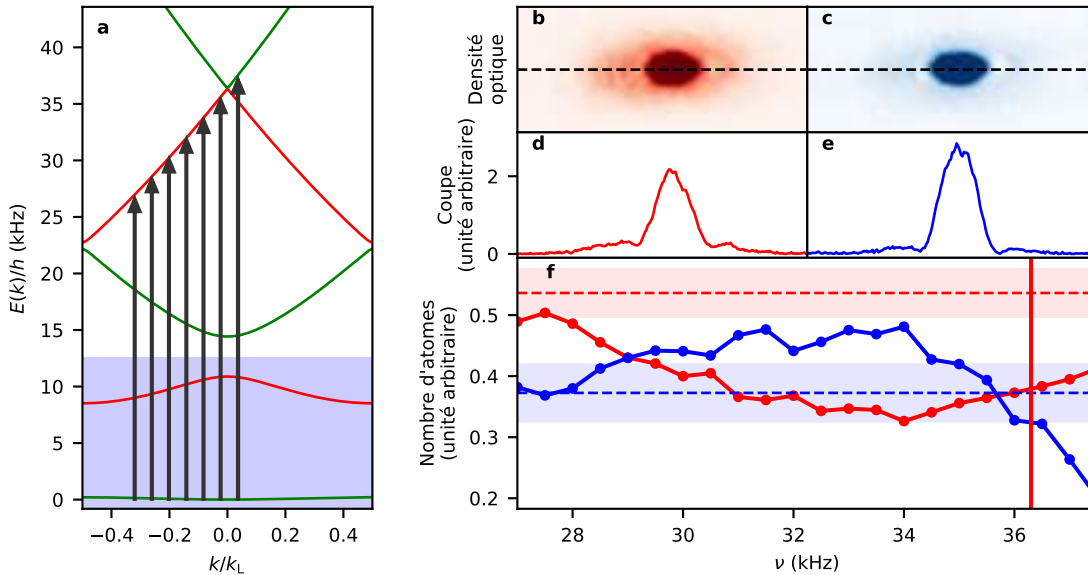 a
40
35
30
25
20
15
10
5
0
E(k)/h (kHz)
−0.4 −0.2 0.0 0.2 0.4
k/k_L
b
c
Densité
optique
d
e
2
0
Coupe
(unité arbitraire)
f
0.5
0.4
0.3
0.2
Nombre d'atomes
(unité arbitraire)
28 30 32 34 36
ν (kHz)